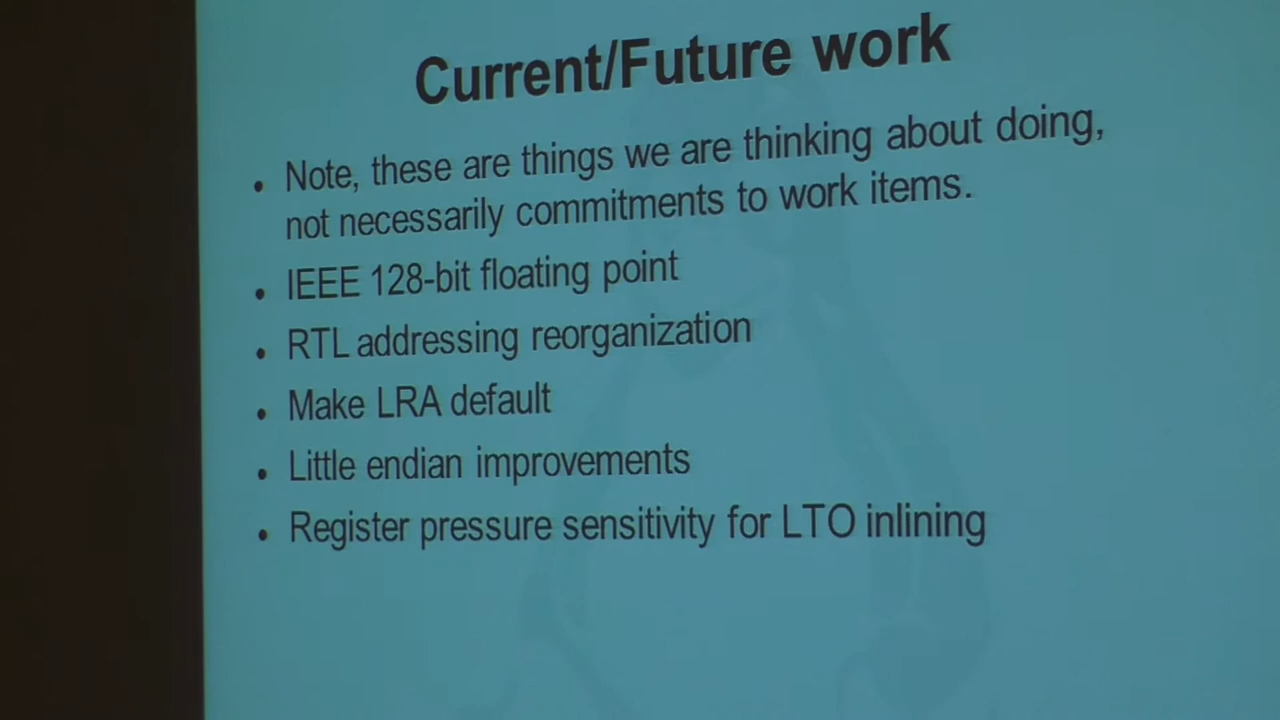 Current/Future work
• Note, these are things we are thinking about doing,
not necessarily commitments to work items.
• IEEE 128-bit floating point
• RTL addressing reorganization
• Make LRA default
• Little endian improvements
• Register pressure sensitivity for LTO inlining